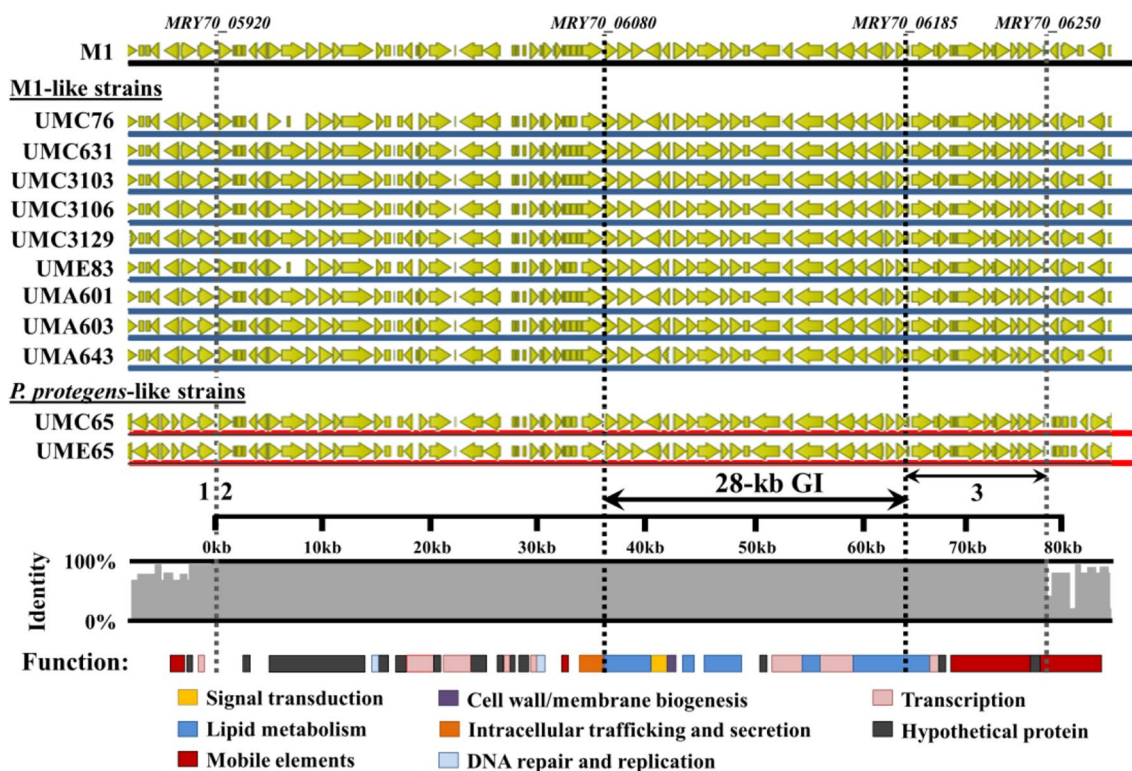 MRY70_05920 MRY70_06080 MRY70_06185 MRY70_06250
M1
M1-like strains
UMC76
UMC631
UMC3103
UMC3106
UMC3129
UME83
UMA601
UMA603
UMA643
P. protegens-like strains
UMC65
UME65
1 2 28-kb GI 3
0kb 10kb 20kb 30kb 40kb 50kb 60kb 70kb 80kb
Identity
100%
0%
Function:
Signal transduction Cell wall/membrane biogenesis Transcription
Lipid metabolism Intracellular trafficking and secretion Hypothetical protein
Mobile elements DNA repair and replication